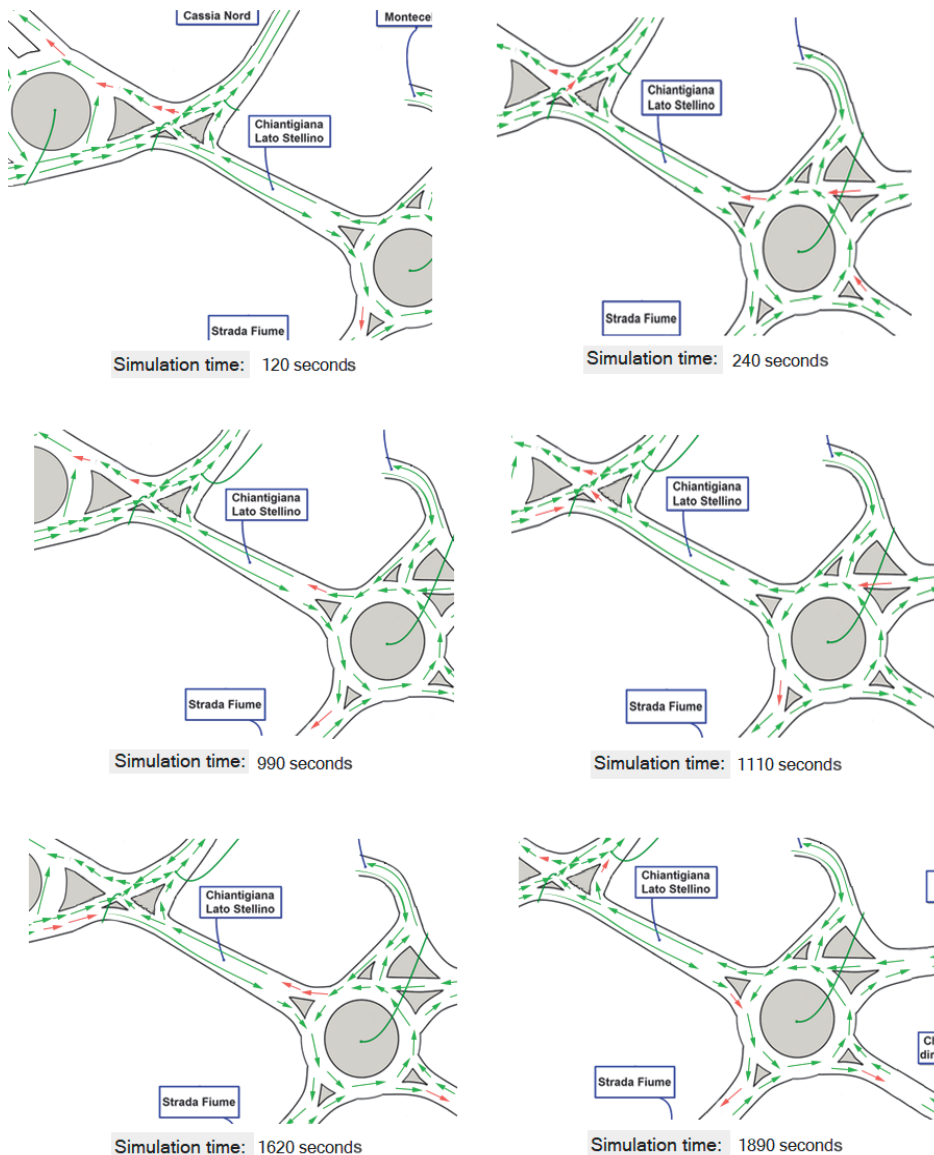 Cassia Nord
Chiantigiana
Lato Stellino
Strada Fiume
Simulation time: 120 seconds
Chiantigiana
Lato Stellino
Strada Fiume
Simulation time: 240 seconds
Chiantigiana
Lato Stellino
Strada Fiume
Simulation time: 990 seconds
Chiantigiana
Lato Stellino
Strada Fiume
Simulation time: 1110 seconds
Chiantigiana
Lato Stellino
Strada Fiume
Simulation time: 1620 seconds
Chiantigiana
Lato Stellino
Strada Fiume
Simulation time: 1890 seconds